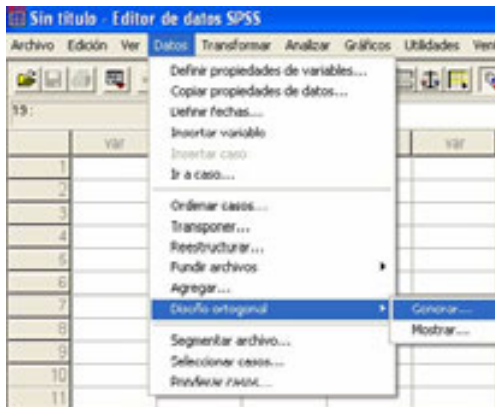 Sin título - Editor de datos SPSS
Archivo Edición Ver Datos Transformar Analizar Gráficos Utilidades
Definir propiedades de variables...
Copiar propiedades de datos...
19:
Definir fechas...
Insertar variable
var var
Insertar caso
1
Ir a caso...
2
3
Ordenar casos...
4
Transponer...
5
Reestructurar...
6
Fundir archivos
Agregar...
7
Diseño ortogonal Generar...
8
Mostrar...
Segmentar archivo...
9
Seleccionar casos...
10
Ponderar casos...
11